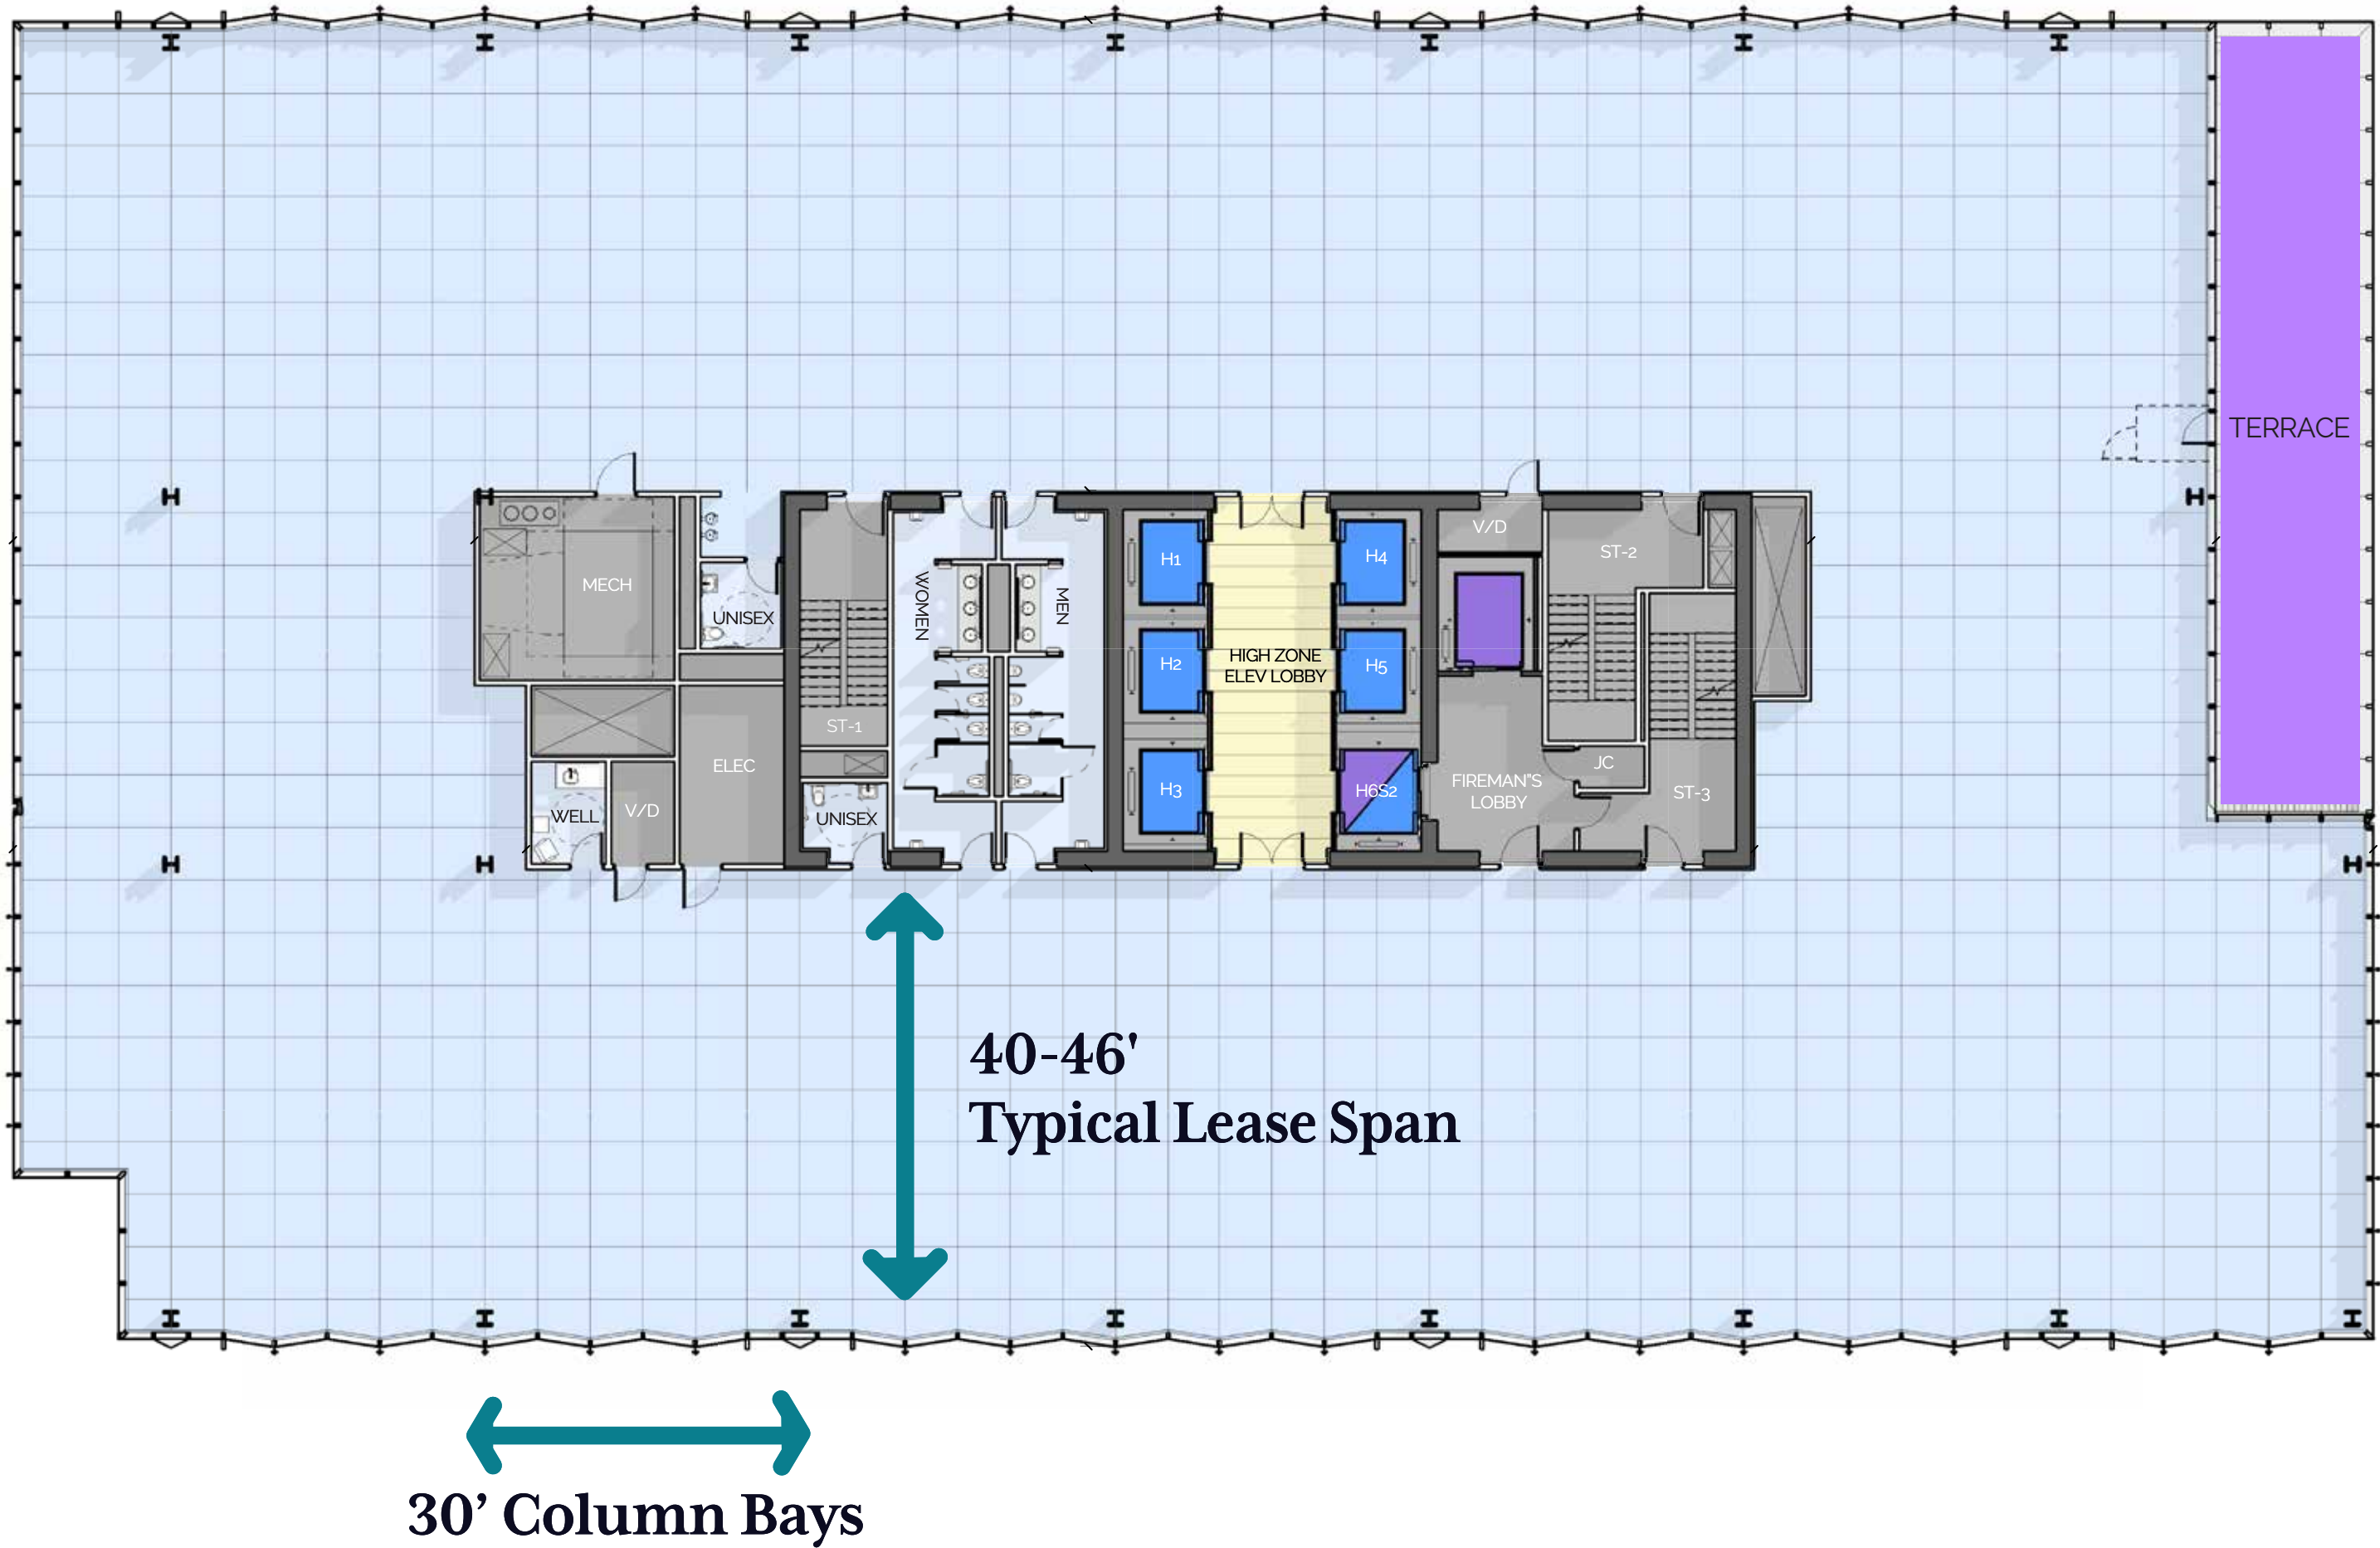 TERRACE
H1
H4
V/D
ST-2
MECH
UNISEX
WOMEN
MEN
H2
HIGH ZONE
ELEV LOBBY
H5
ST-1
ELEC
H3
H6S2
FIREMAN"S
LOBBY
JC
ST-3
WELL
V/D
UNISEX
40-46'
Typical Lease Span
30’ Column Bays